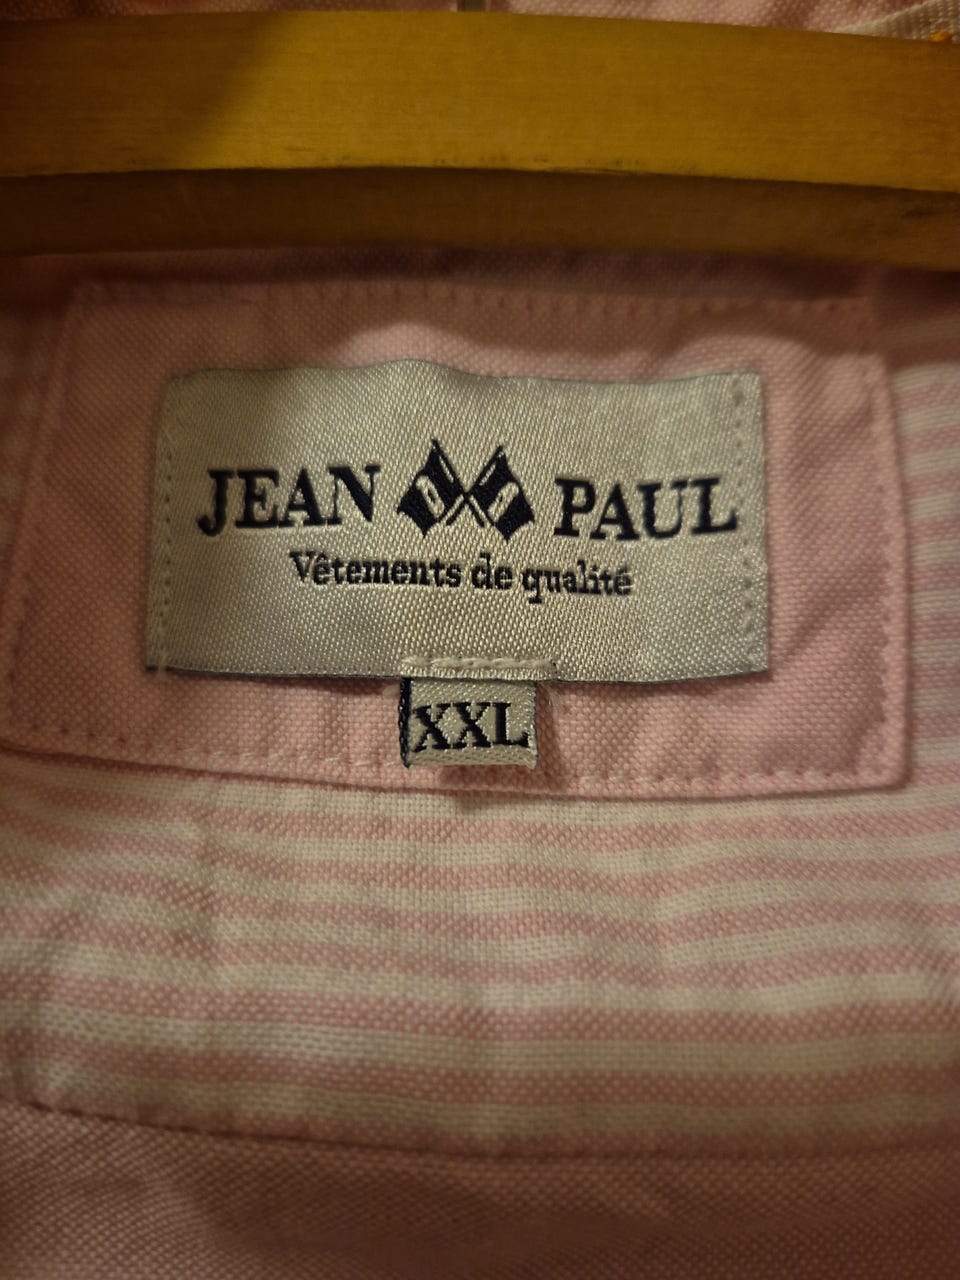 JEAN PAUL
Vêtements de qualité
XXL